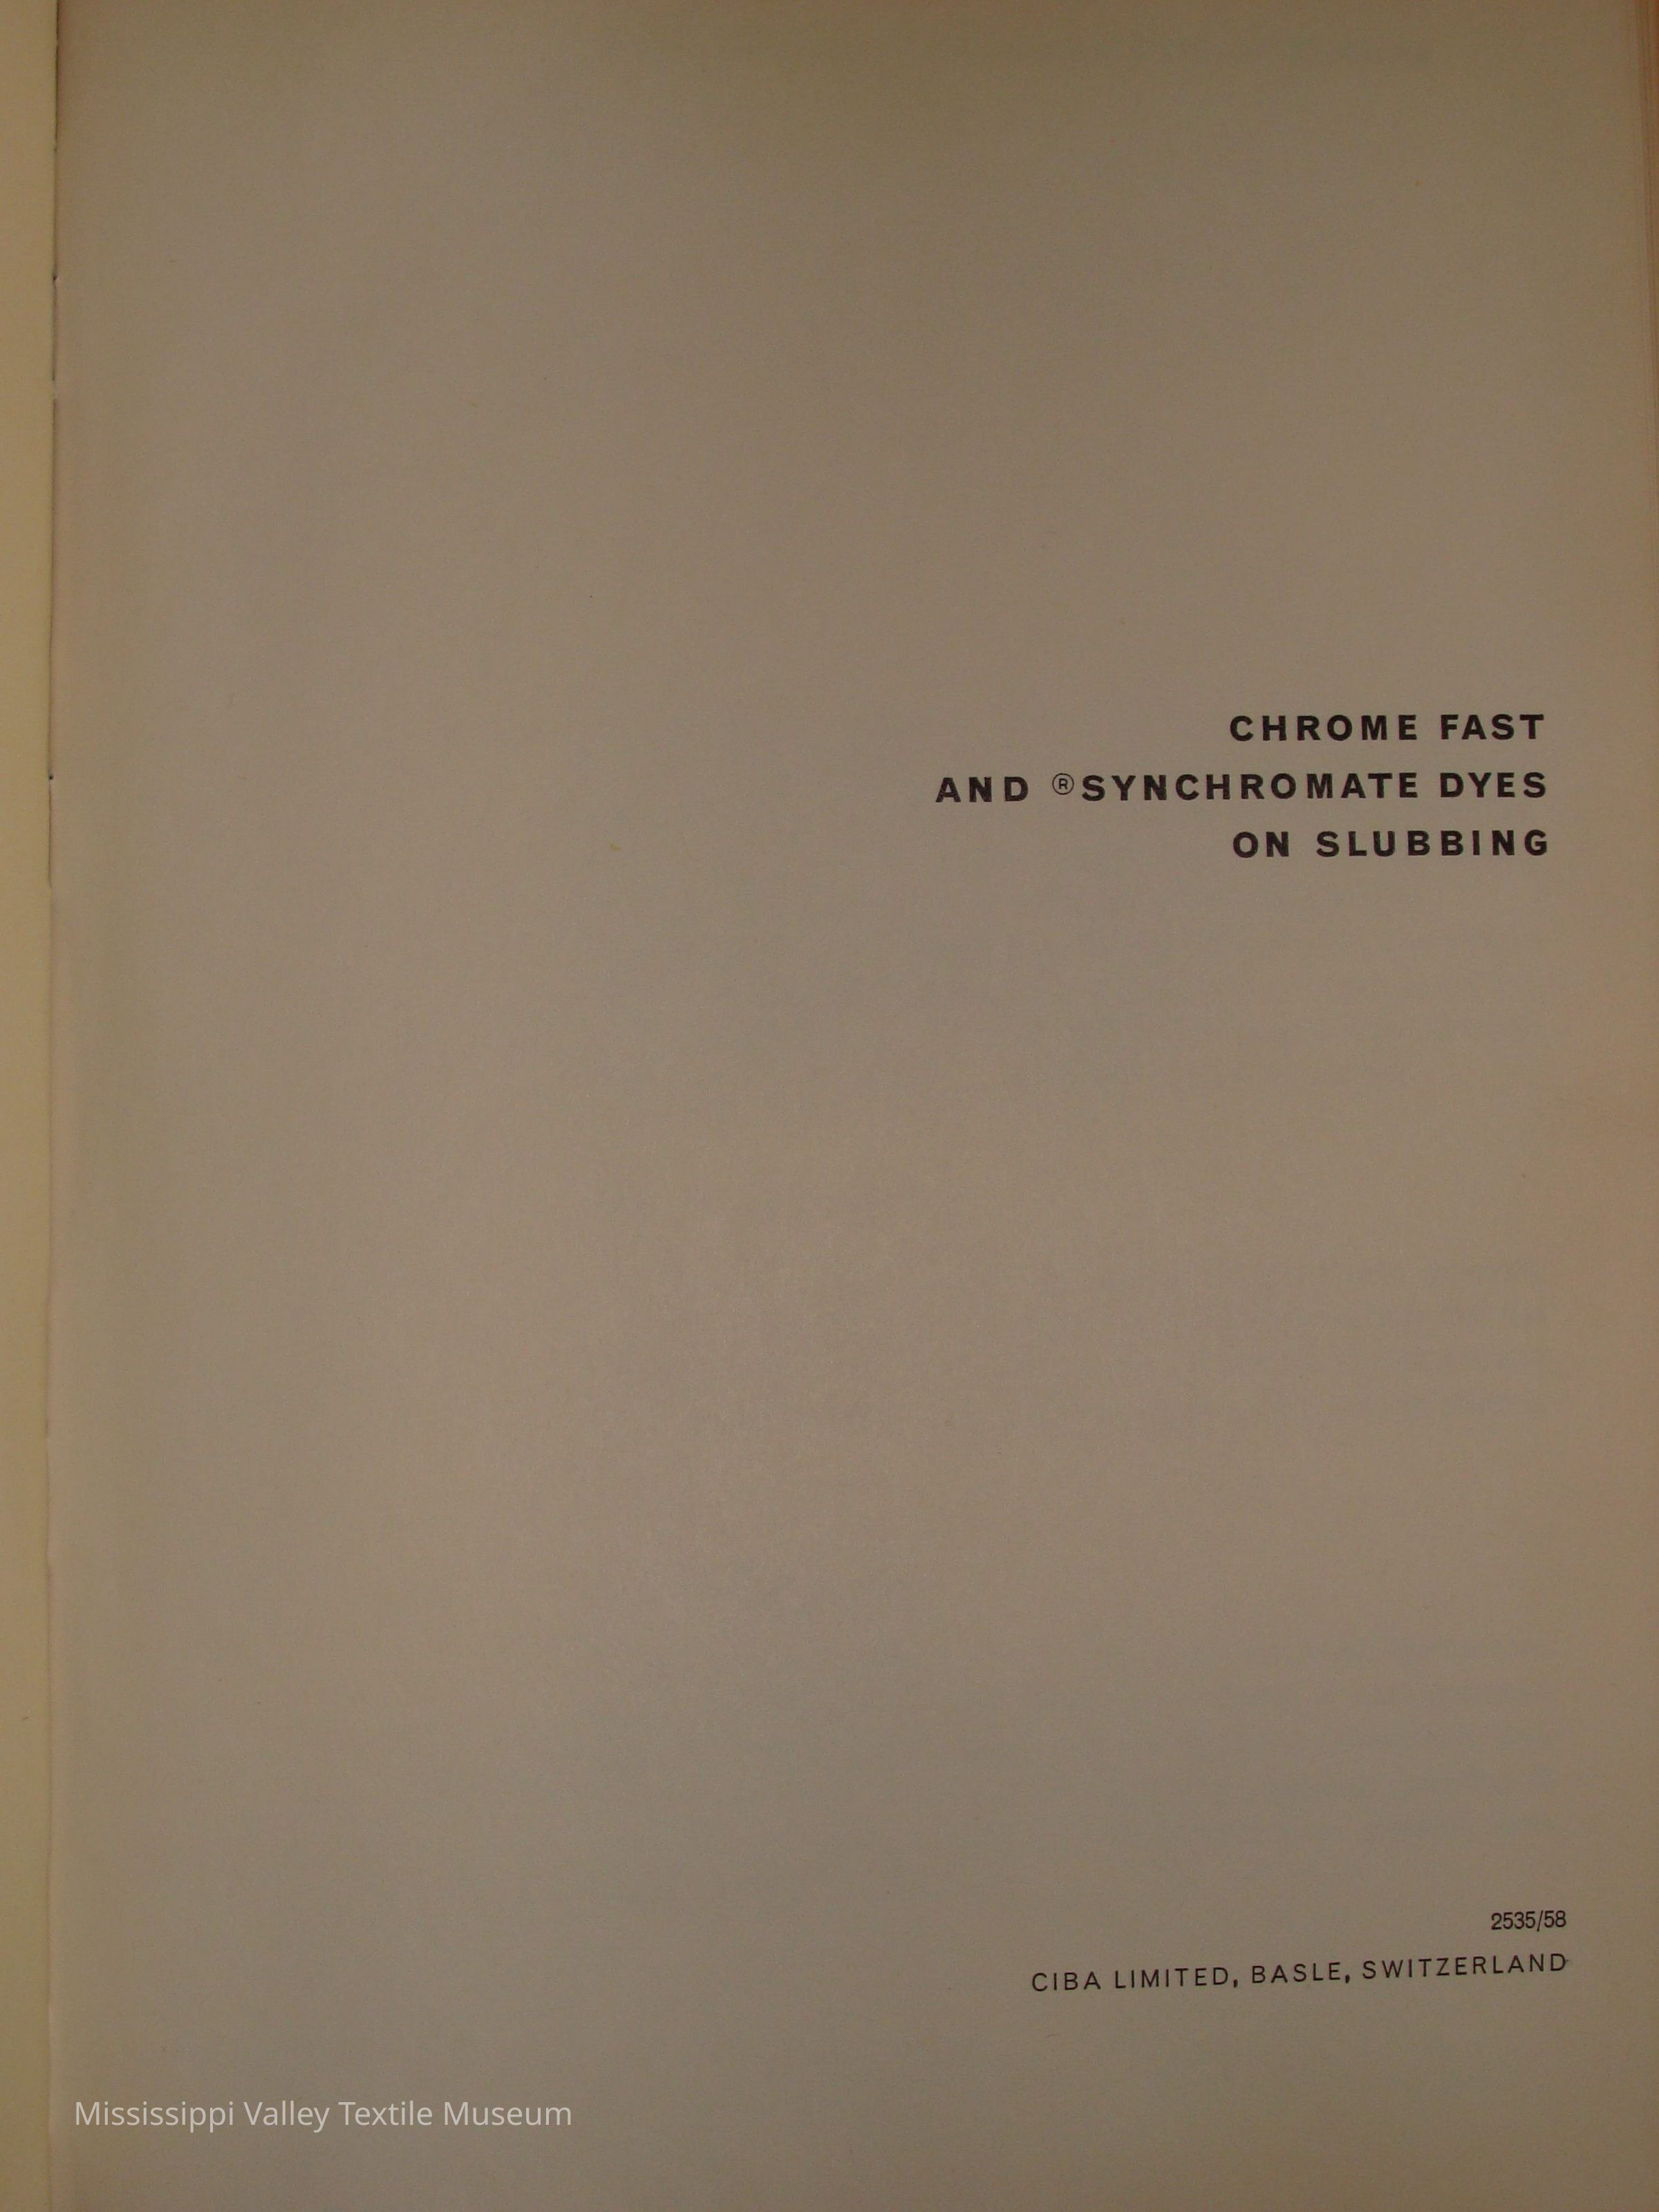 CHROME FAST
AND ®SYNCHROMATE DYES
ON SLUBBING
2535/58
CIBA LIMITED, BASLE, SWITZERLAND
Mississippi Valley Textile Museum